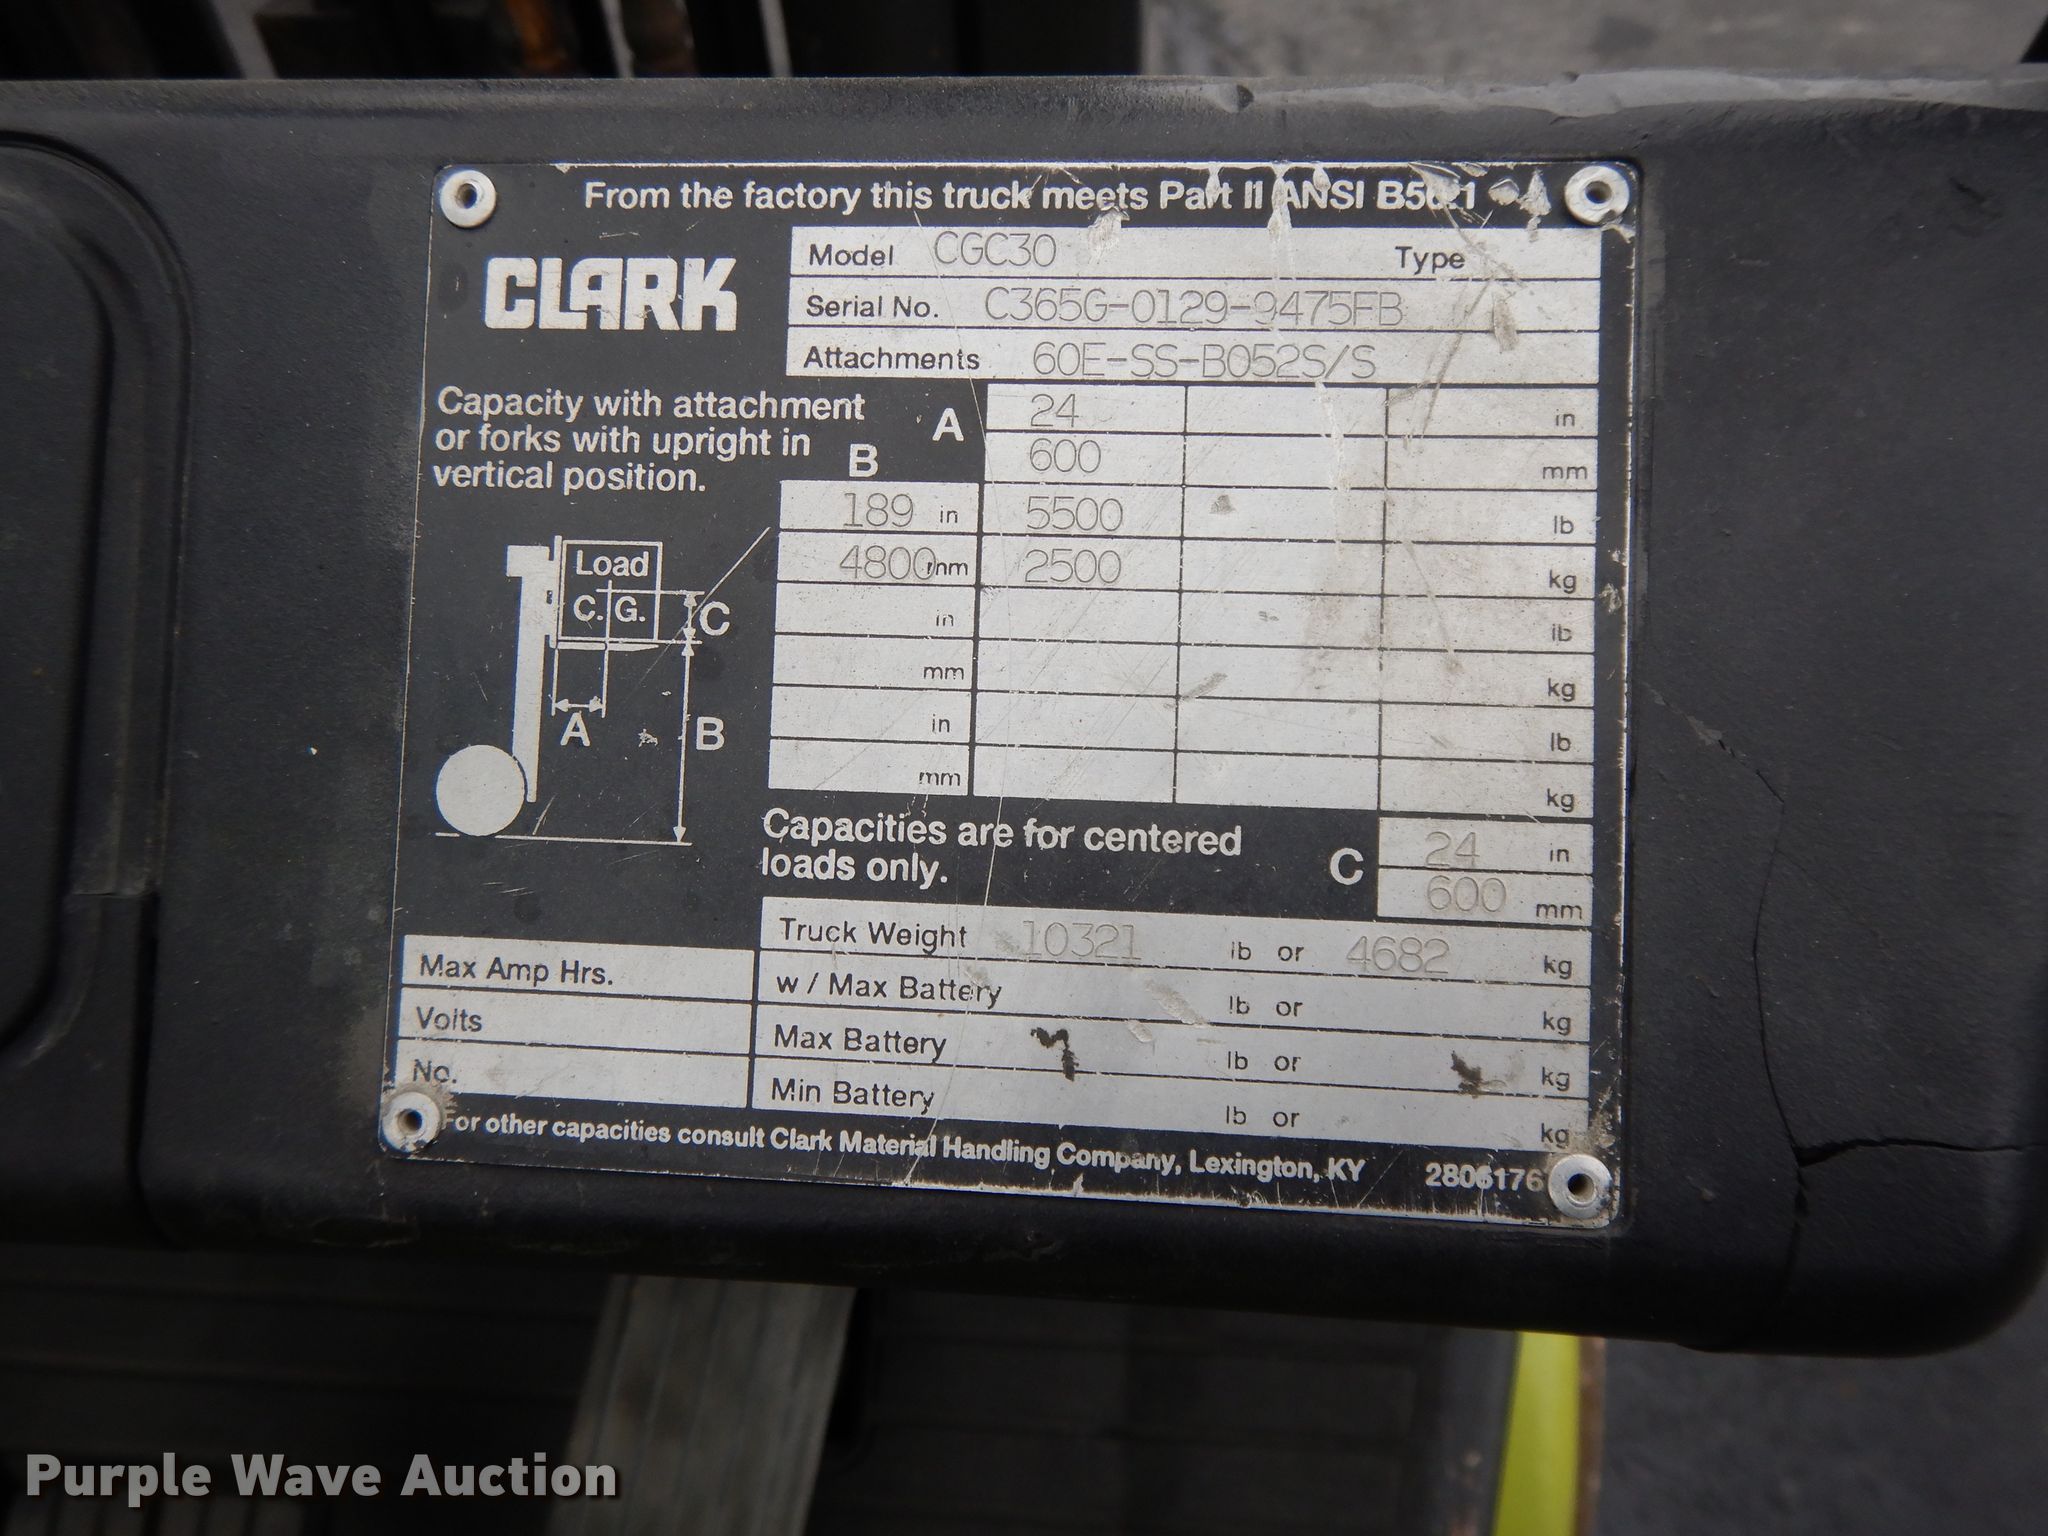 From the factory this truck meets Part II ANSI B56.1
CLARK
Model CGC30 Type
Serial No. C365G-0129-9475FB
Attachments 60E-SS-B052S/S
Capacity with attachment
or forks with upright in
vertical position.
A 24 in
600 mm
B
189 in 5500 lb
4800 mm 2500 kg
in lb
mm kg
in lb
mm kg
Load
C. G.
C
A
B
Capacities are for centered
loads only.
C 24 in
600 mm
Truck Weight 10321 lb or 4682 kg
w / Max Battery lb or kg
Max Battery lb or kg
Min Battery lb or kg
Max Amp Hrs.
Volts
No.
For other capacities consult Clark Material Handling Company, Lexington, KY 2806176
Purple Wave Auction